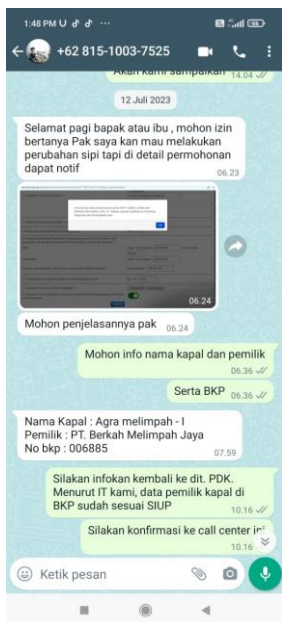 1:48 PM
+62 815-1003-7525
Akan kami sampaikan 14.04
12 Juli 2023
Selamat pagi bapak atau ibu , mohon izin
bertanya Pak saya kan mau melakukan
perubahan sipi tapi di detail permohonan
dapat notif
06.23
06.24
Mohon penjelasannya pak 06.24
Mohon info nama kapal dan pemilik
06.36
Serta BKP 06.36
Nama Kapal : Agra melimpah - I
Pemilik : PT. Berkah Melimpah
Jaya
No bkp : 006885
07.59
Silakan infokan kembali ke dit. PDK.
Menurut IT kami, data pemilik kapal di
BKP sudah sesuai SIUP
10.16
Silakan konfirmasi ke call center ini
10.16
Ketik pesan